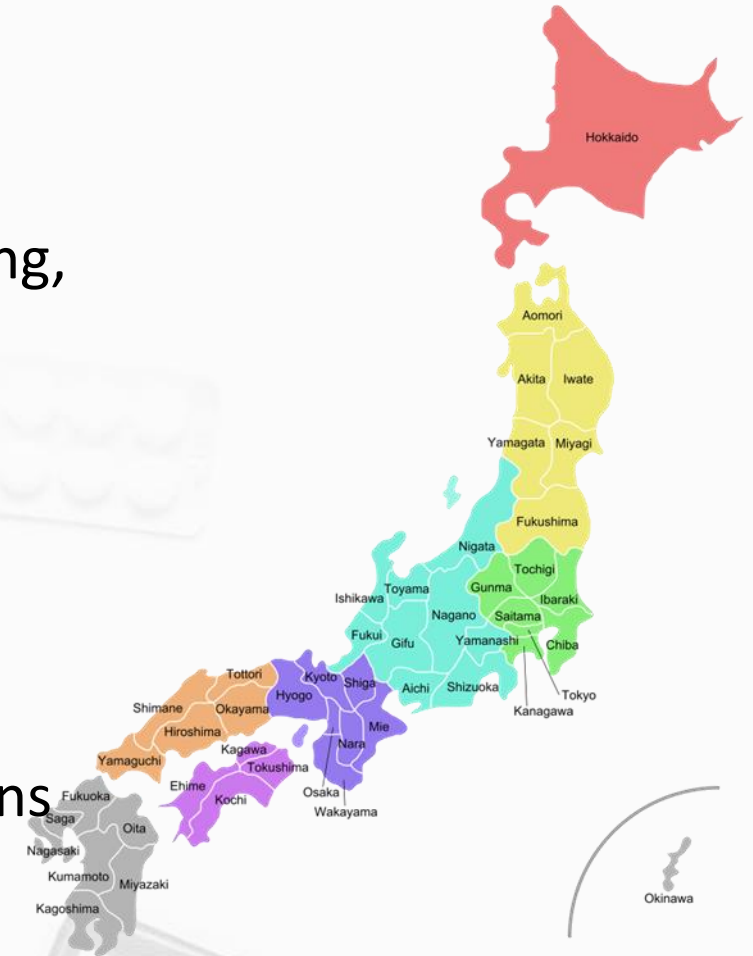 Hokkaido
ng,
Aomori
Akita
Iwate
Yamagata
Miyagi
Fukushima
Nigata
Tochigi
Gunma
Toyama
Ishikawa
Ibaraki
Nagano
Saitama
Fukui
Gifu
Yamanashi
Chiba
Tottori
Kyoto
Shiga
Hyogo
Aichi
Shizuoka
Tokyo
Shimane
Okayama
Kanagawa
Mie
Hiroshima
Nara
Kagawa
Yamaguchi
Tokushima
Ehime
Osaka
Kochi
ns
Fukuoka
Wakayama
Saga
Oita
Nagasaki
Kumamoto
Miyazaki
Okinawa
Kagoshima